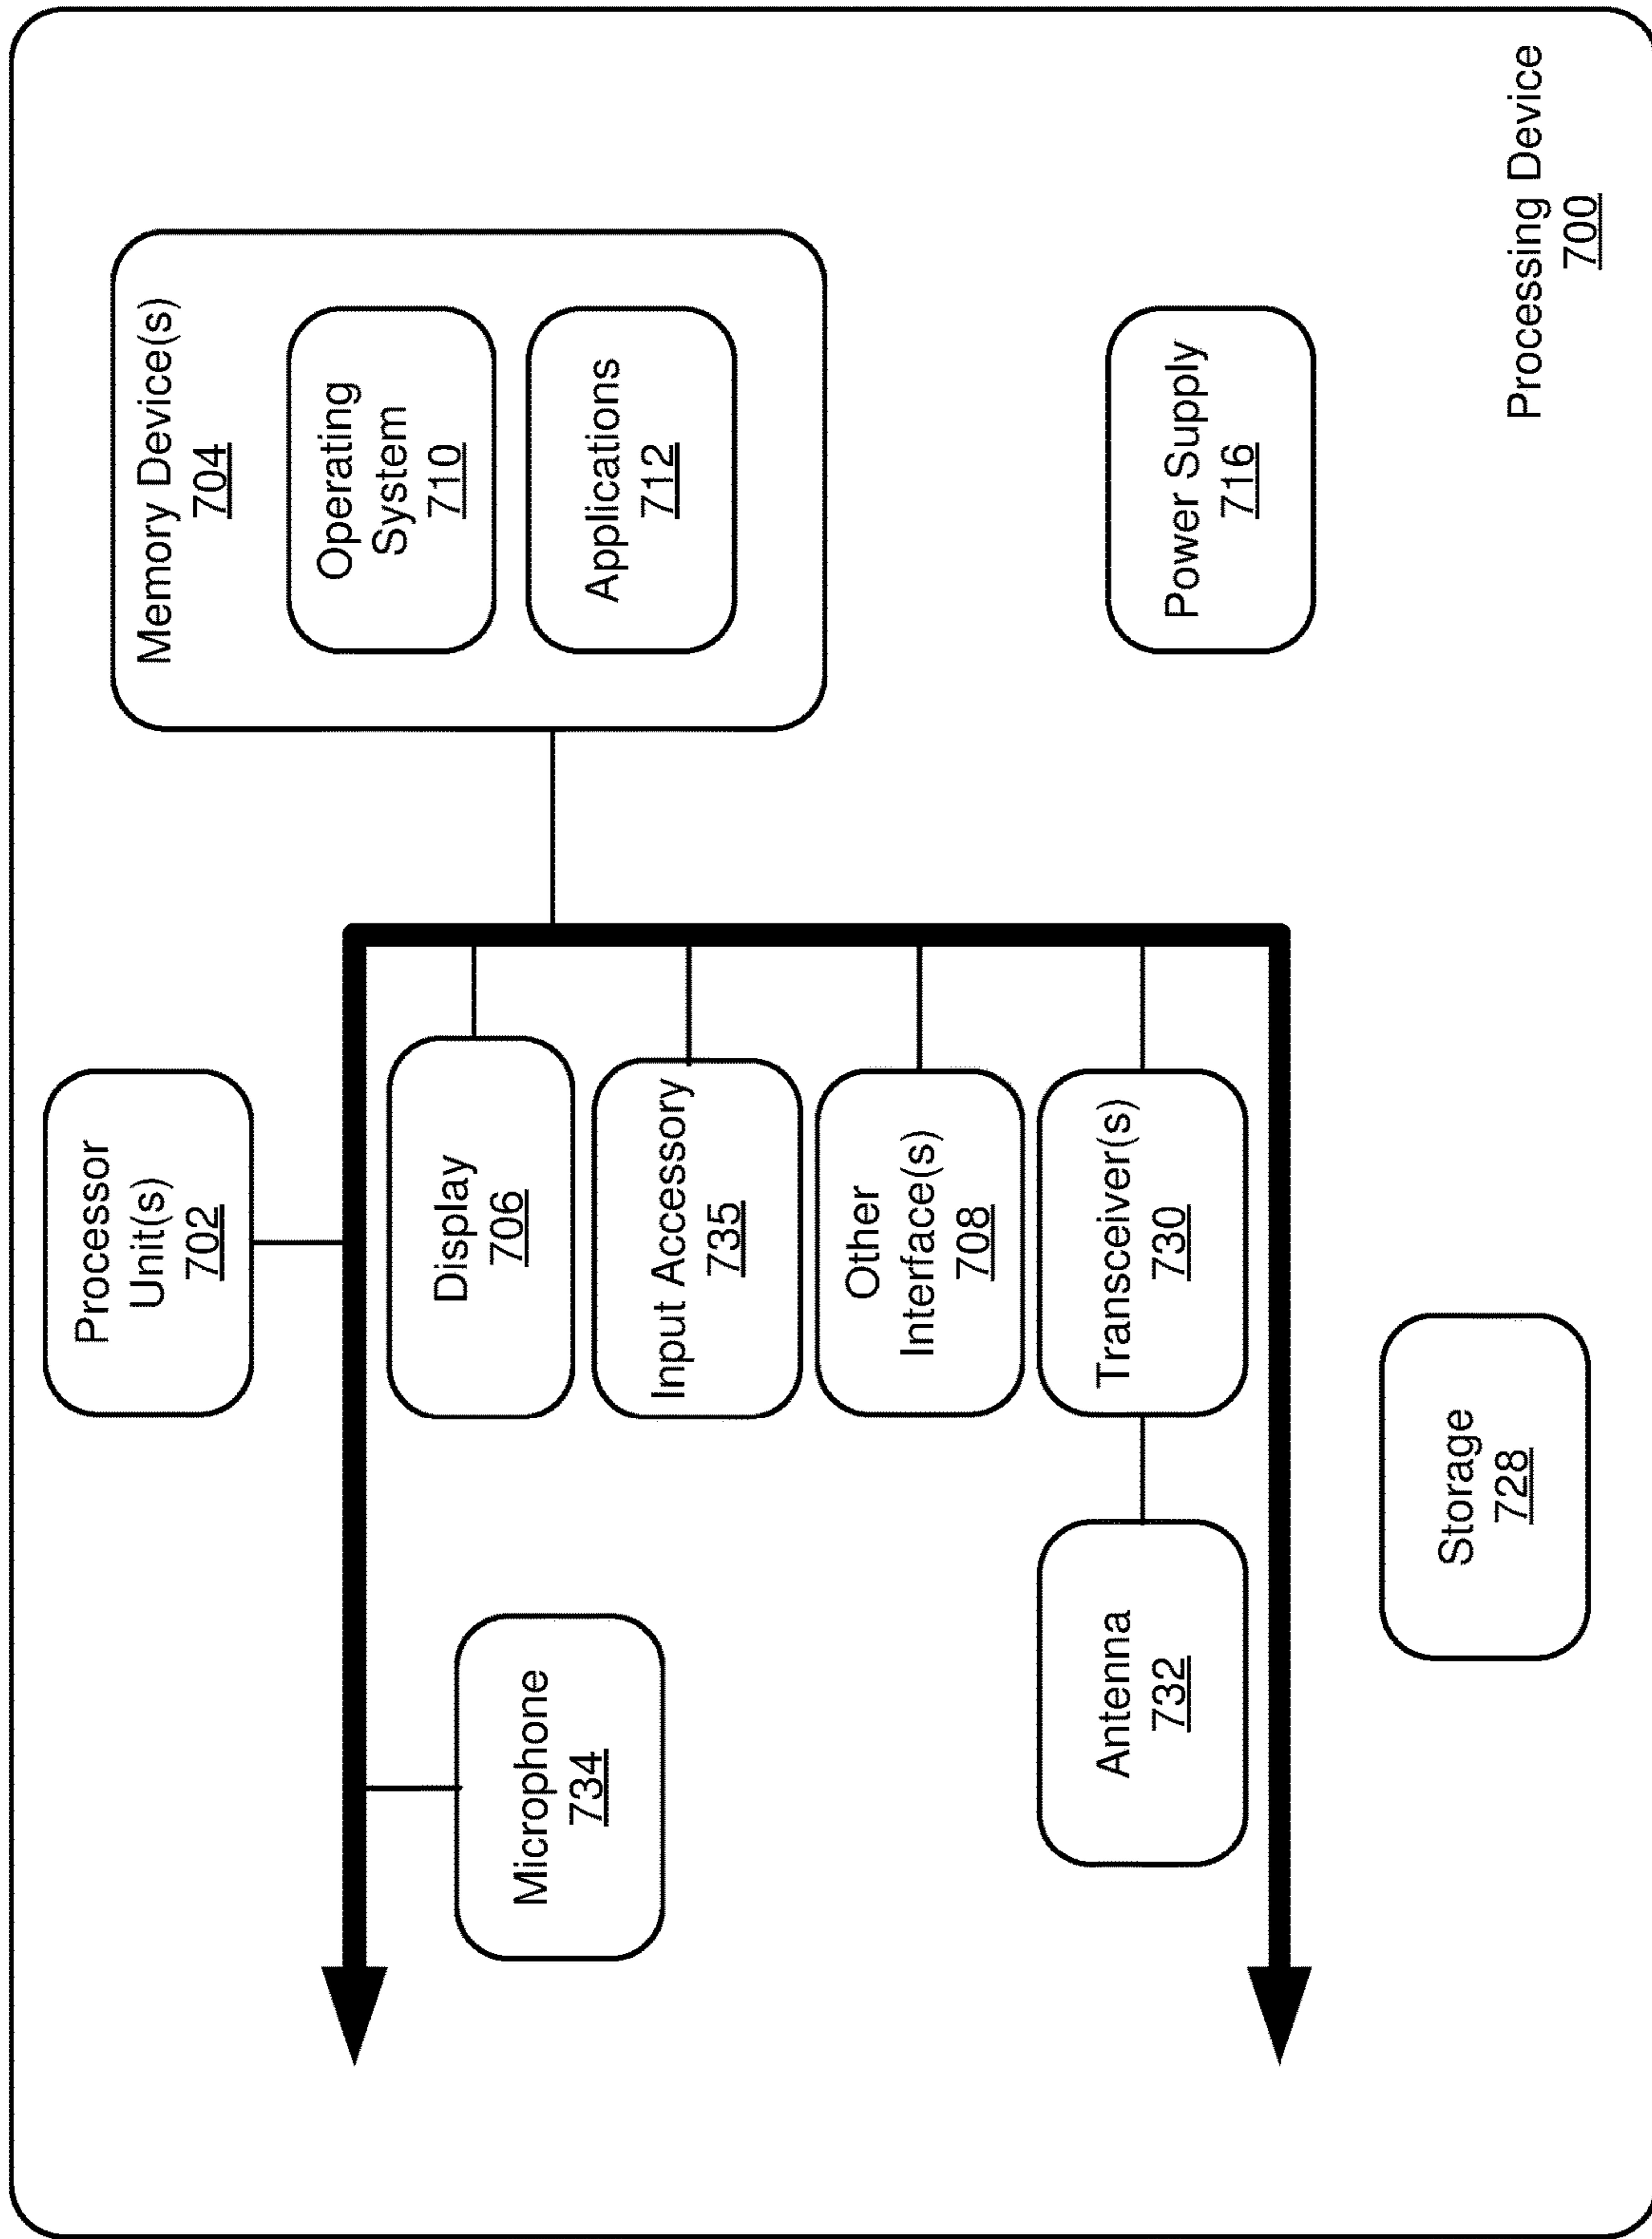 Processor
Unit(s)
702
Memory Device(s)
704
Operating
System
710
Applications
712
Microphone
734
Display
706
Input Accessory
735
Other
Interface(s)
708
Antenna
732
Transceiver(s)
730
Power Supply
716
Storage
728
Processing Device
700